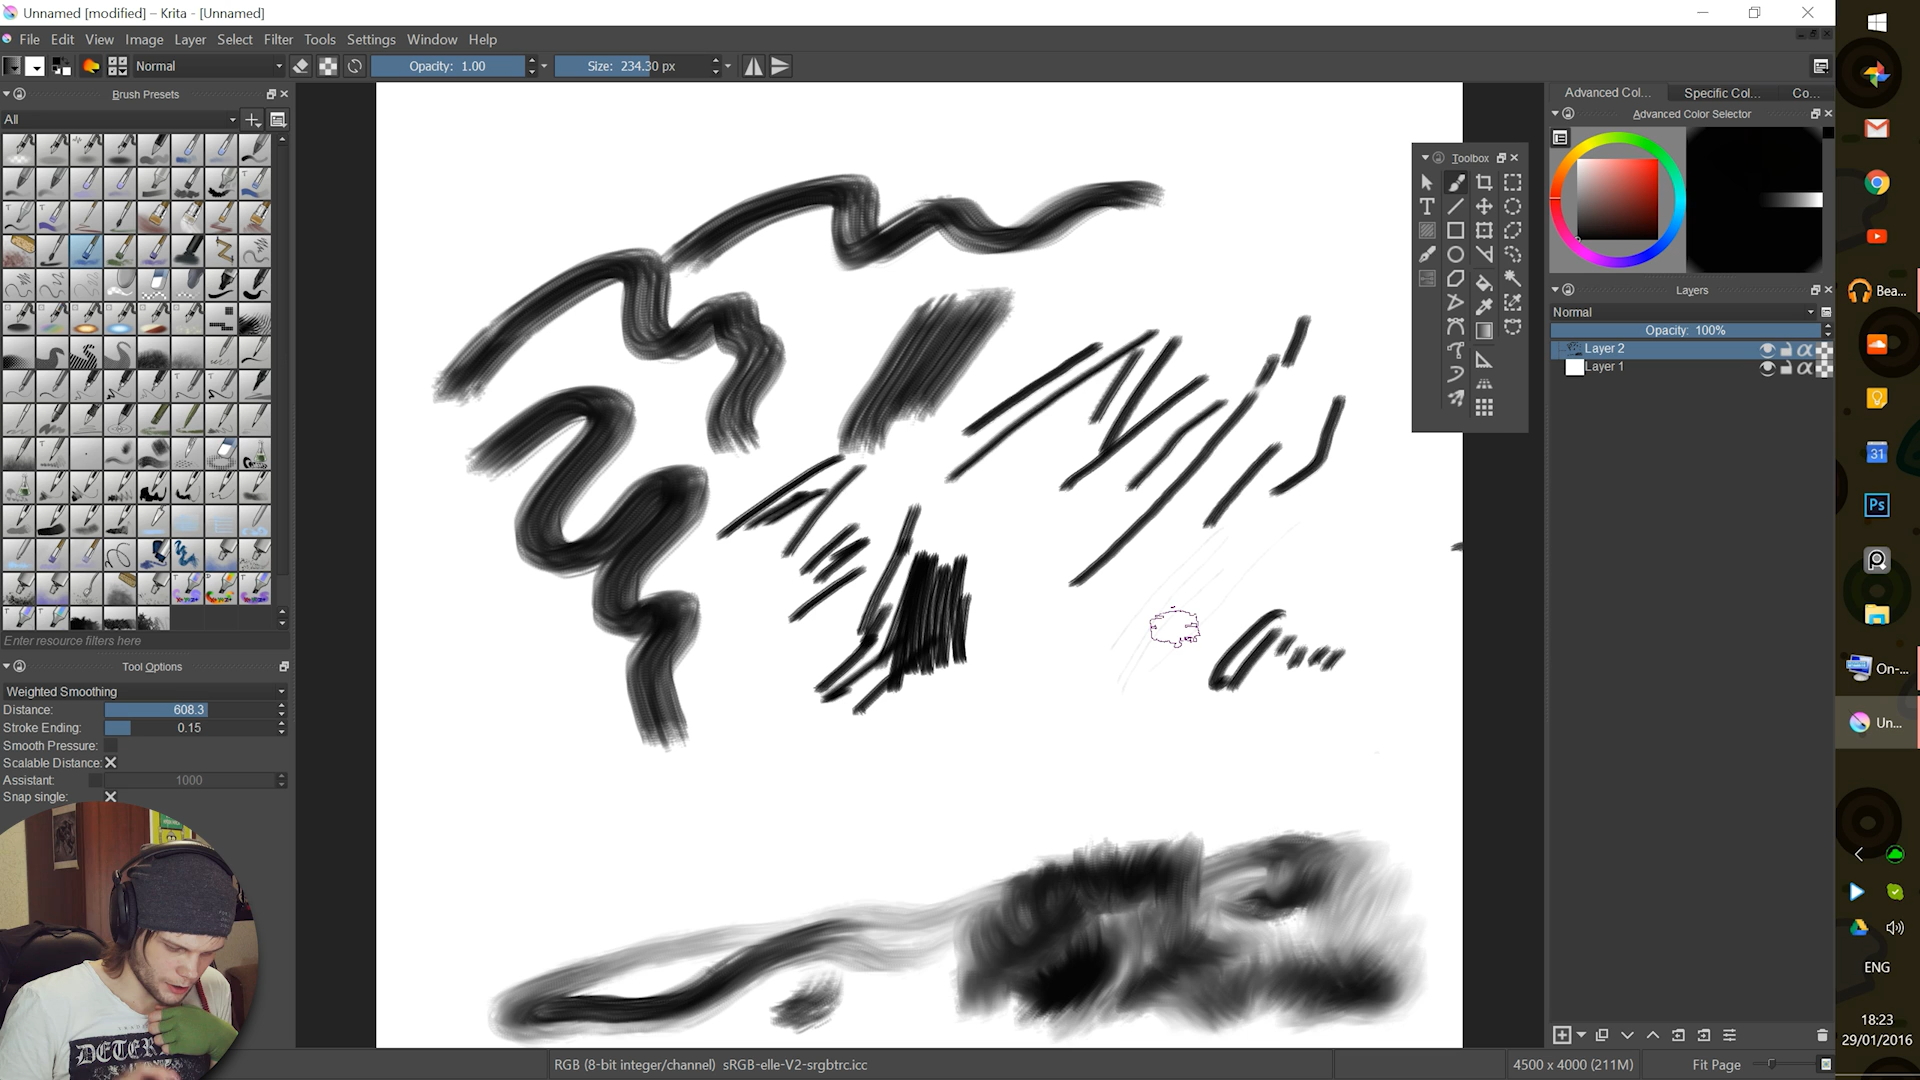 Unnamed [modified] – Krita - [Unnamed]
File Edit View Image Layer Select Filter Tools Settings Window Help
Normal
Opacity: 1.00
Size: 234.30 px
Brush Presets
All
Enter resource filters here
Tool Options
Weighted Smoothing
Distance: 608.3
Stroke Ending: 0.15
Smooth Pressure:
Scalable Distance:
Assistant: 1000
Snap single:
Toolbox
Advanced Col... Specific Col... Co...
Advanced Color Selector
Layers
Normal
Opacity: 100%
Layer 2
Layer 1
RGB (8-bit integer/channel) sRGB-elle-V2-srgbtrc.icc
4500 x 4000 (211M)
Fit Page
Bea...
31
Ps
On-...
Un...
ENG
18:23
29/01/2016